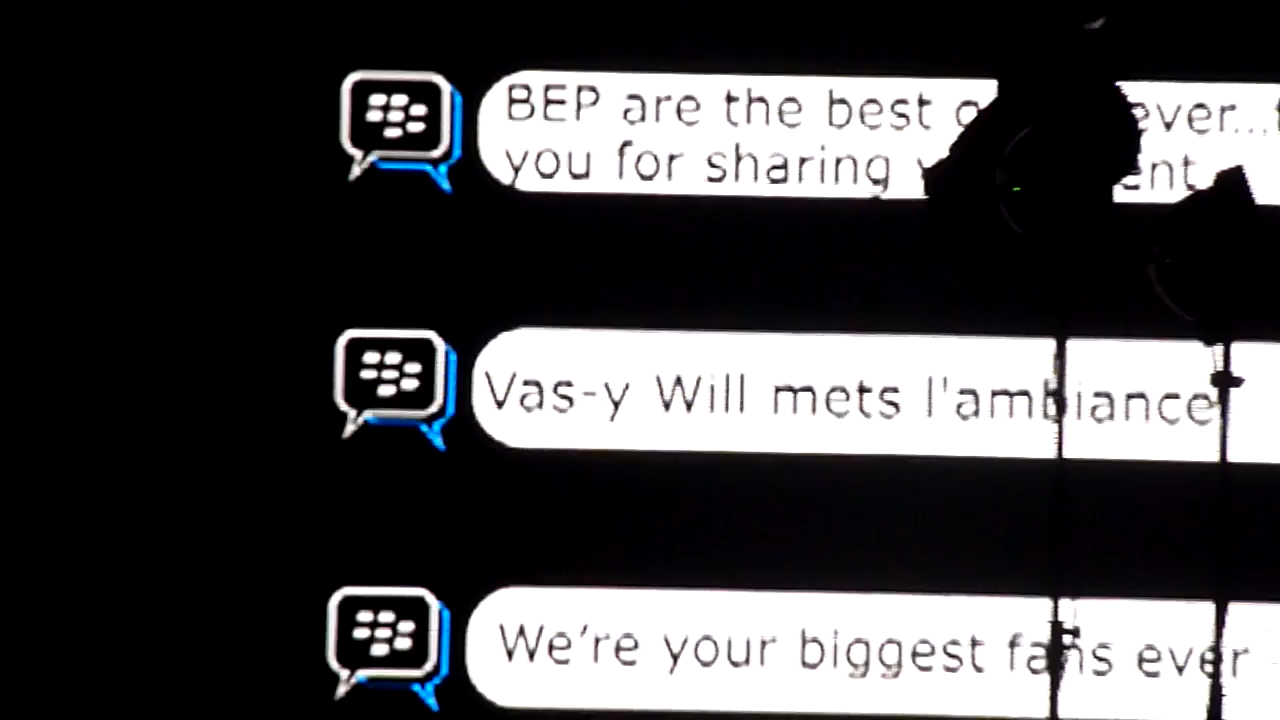 BEP are the best ever...
you for sharing
Vas-y Will mets l'ambiance
We're your biggest fans ever